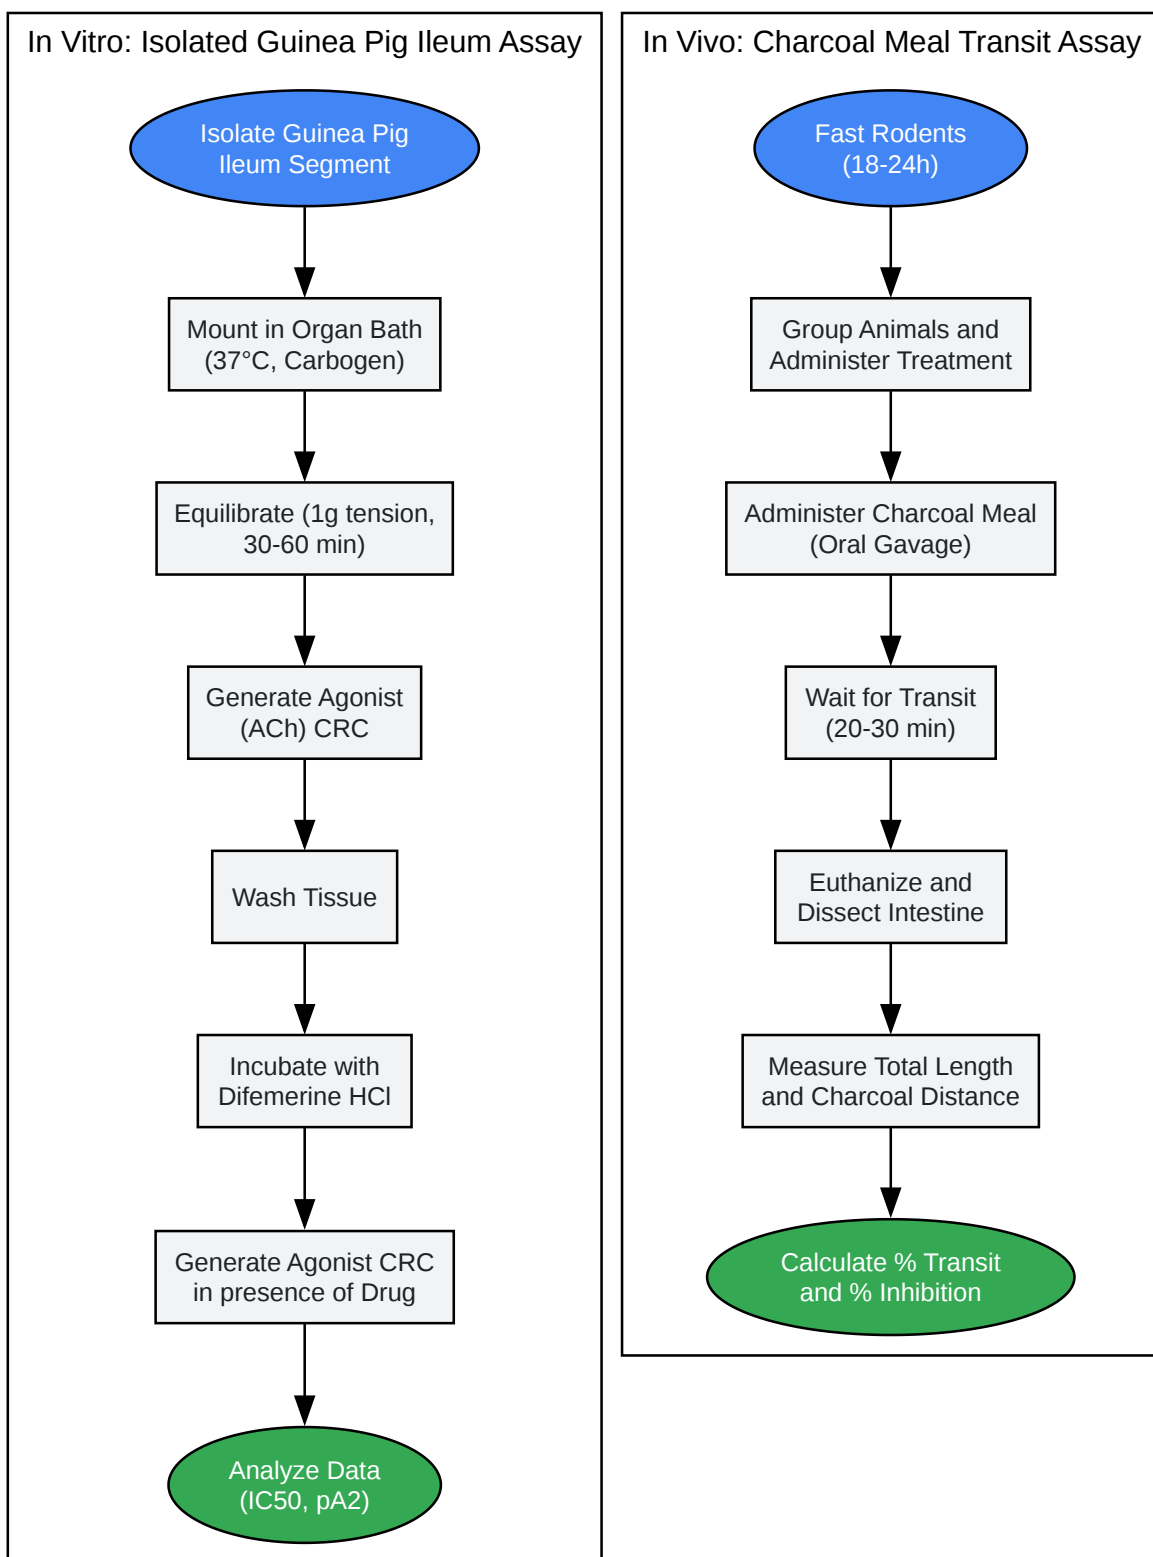 In Vitro: Isolated Guinea Pig Ileum Assay
Isolate Guinea Pig
Ileum Segment
Mount in Organ Bath
(37°C, Carbogen)
Equilibrate (1g tension,
30-60 min)
Generate Agonist
(ACh) CRC
Wash Tissue
Incubate with
Difemerine HCl
Generate Agonist CRC
in presence of Drug
Analyze Data
(IC50, pA2)
In Vivo: Charcoal Meal Transit Assay
Fast Rodents
(18-24h)
Group Animals and
Administer Treatment
Administer Charcoal Meal
(Oral Gavage)
Wait for Transit
(20-30 min)
Euthanize and
Dissect Intestine
Measure Total Length
and Charcoal Distance
Calculate % Transit
and % Inhibition